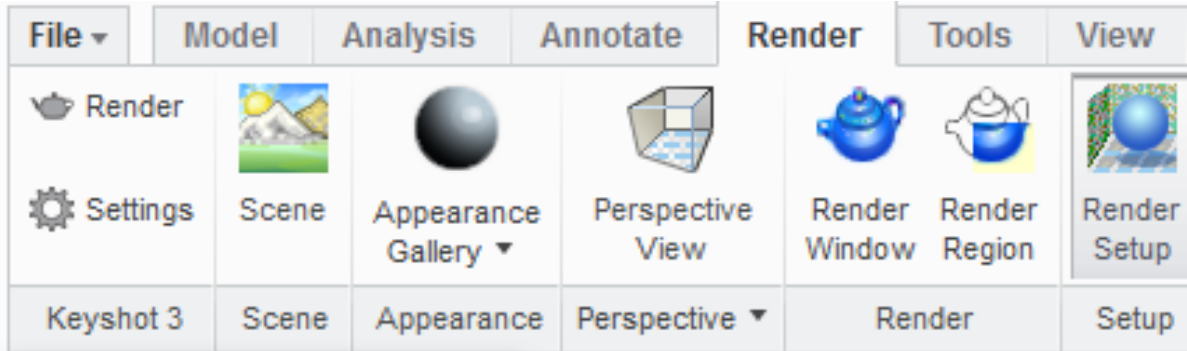 File Model Analysis Annotate Render Tools View
Render
Settings
Scene
Appearance
Gallery
Perspective
View
Render
Window
Render
Region
Render
Setup
Keyshot 3 Scene Appearance Perspective Render Setup